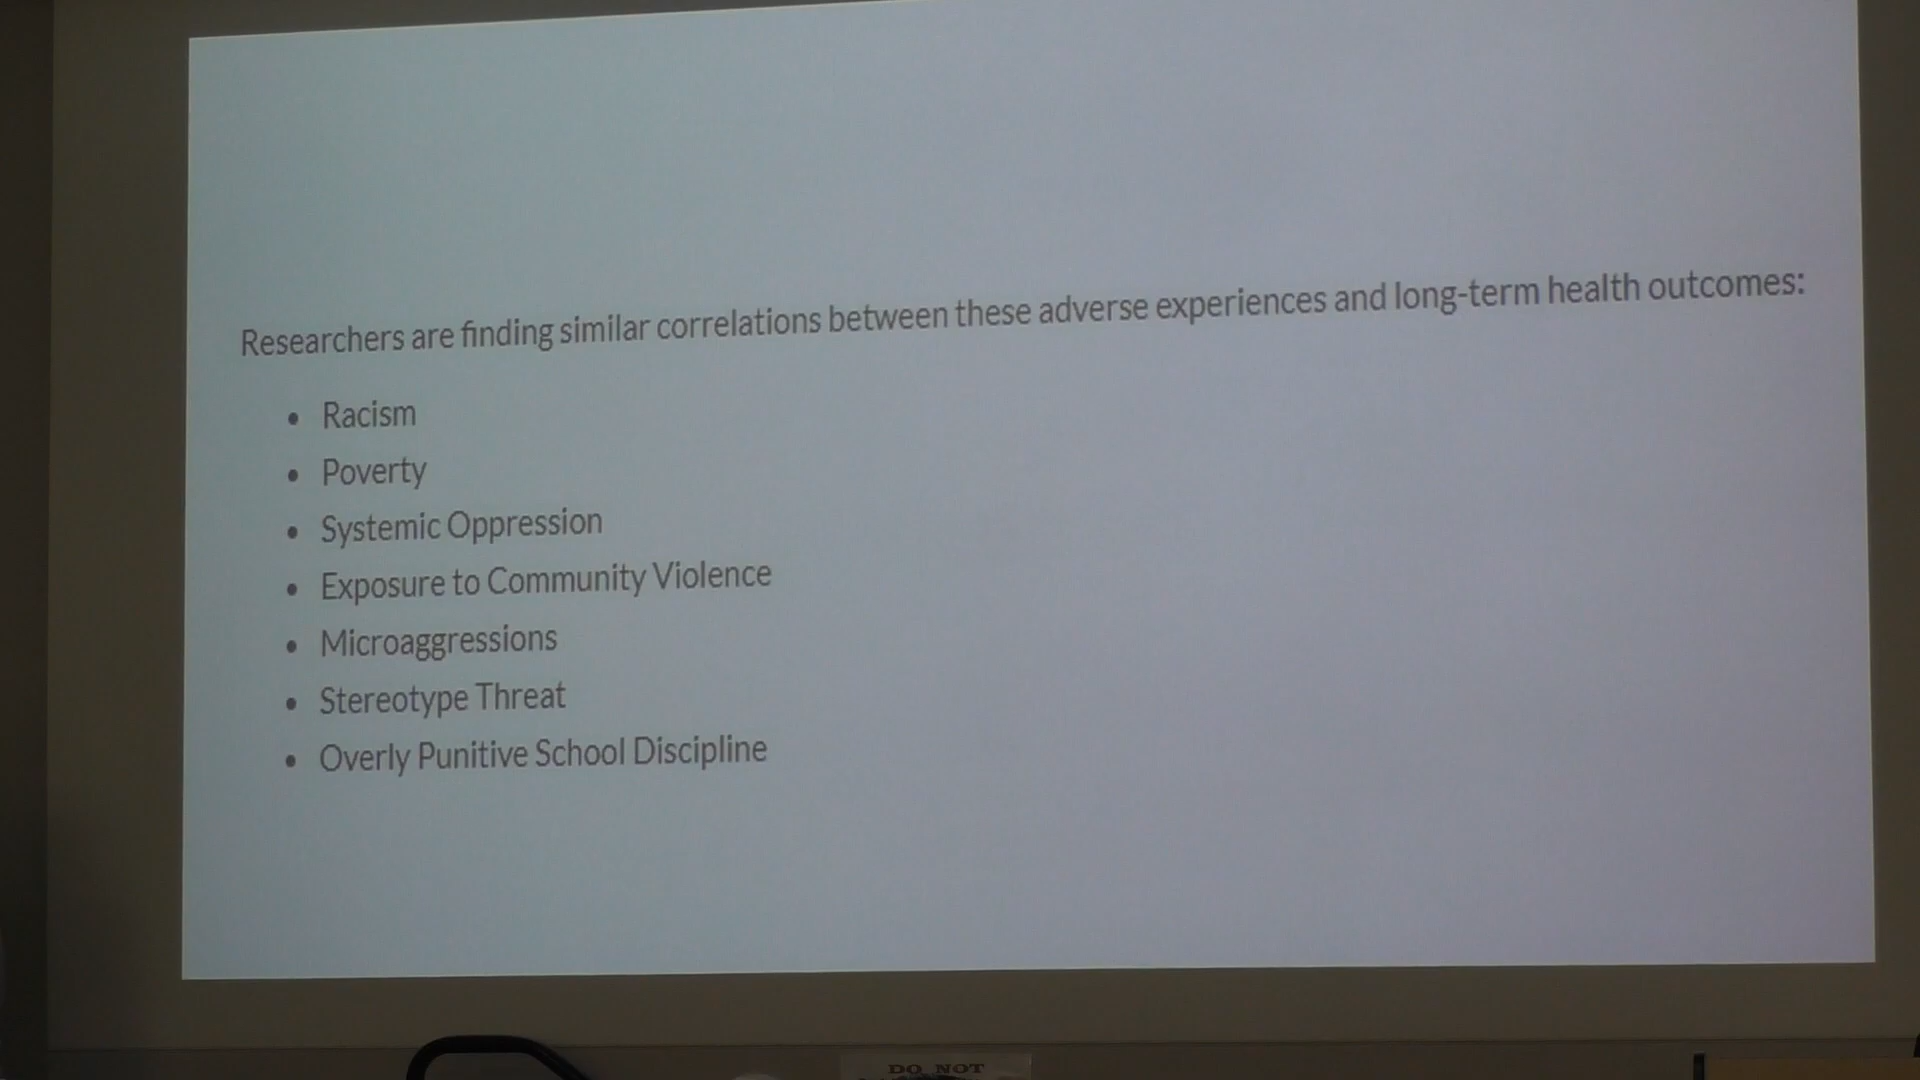 Researchers are finding similar correlations between these adverse experiences and long-term health outcomes:
• Racism
• Poverty
• Systemic Oppression
• Exposure to Community Violence
• Microaggressions
• Stereotype Threat
• Overly Punitive School Discipline
DO NOT